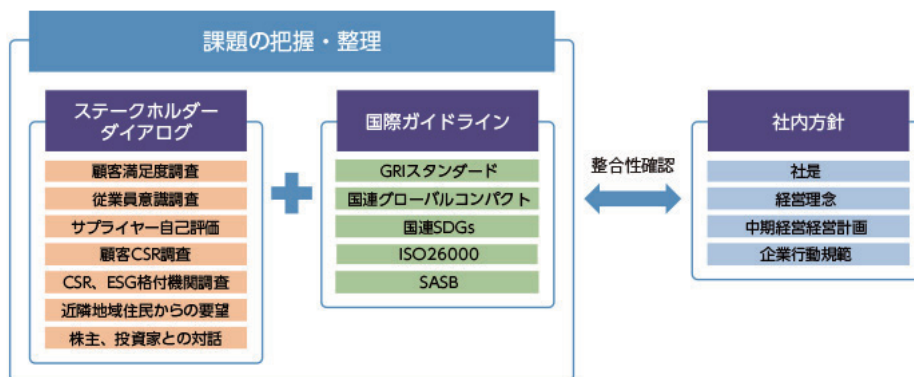 課題の把握・整理
ステークホルダー
ダイアログ
顧客満足度調査
従業員意識調査
サプライヤー自己評価
顧客CSR調査
CSR、ESG格付機関調査
近隣地域住民からの要望
株主、投資家との対話
国際ガイドライン
GRIスタンダード
国連グローバルコンパクト
国連SDGs
ISO26000
SASB
整合性確認
社内方針
社是
経営理念
中期経営経営計画
企業行動規範